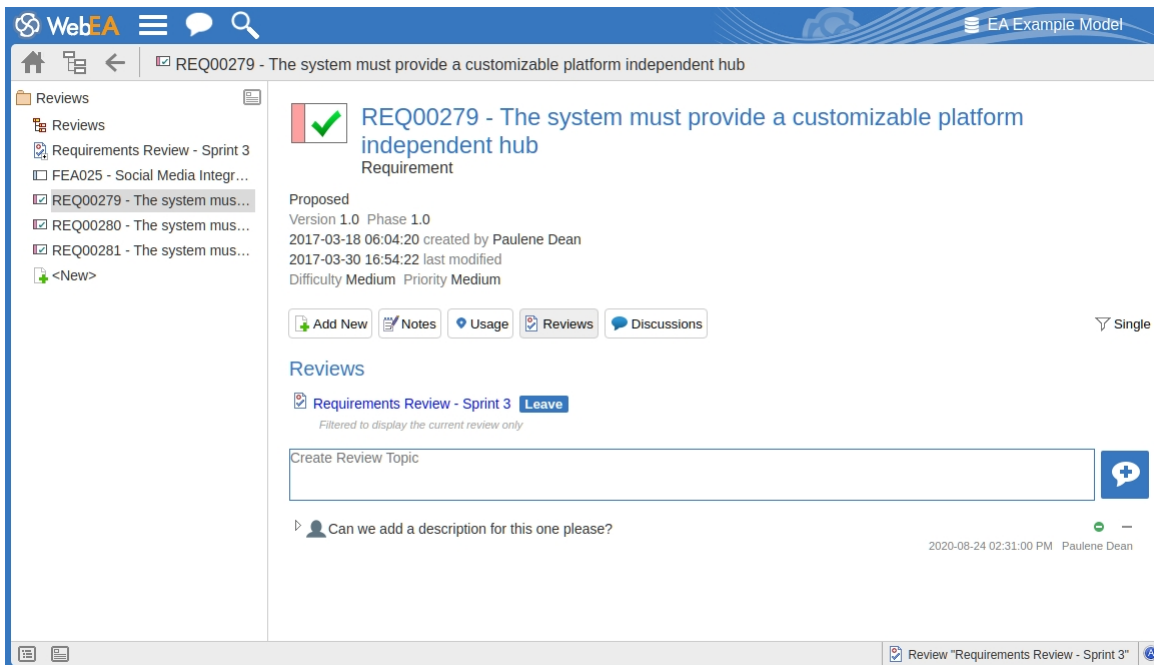 WebEA
EA Example Model
REQ00279 - The system must provide a customizable platform independent hub
Reviews
Reviews
Requirements Review - Sprint 3
FEA025 - Social Media Integr...
REQ00279 - The system mus...
REQ00280 - The system mus...
REQ00281 - The system mus...
<New>
REQ00279 - The system must provide a customizable platform
independent hub
Requirement
Proposed
Version 1.0 Phase 1.0
2017-03-18 06:04:20 created by Paulene Dean
2017-03-30 16:54:22 last modified
Difficulty Medium Priority Medium
Add New Notes Usage Reviews Discussions Single
Reviews
Requirements Review - Sprint 3 Leave
Filtered to display the current review only
Create Review Topic
Can we add a description for this one please?
2020-08-24 02:31:00 PM Paulene Dean
Review "Requirements Review - Sprint 3"